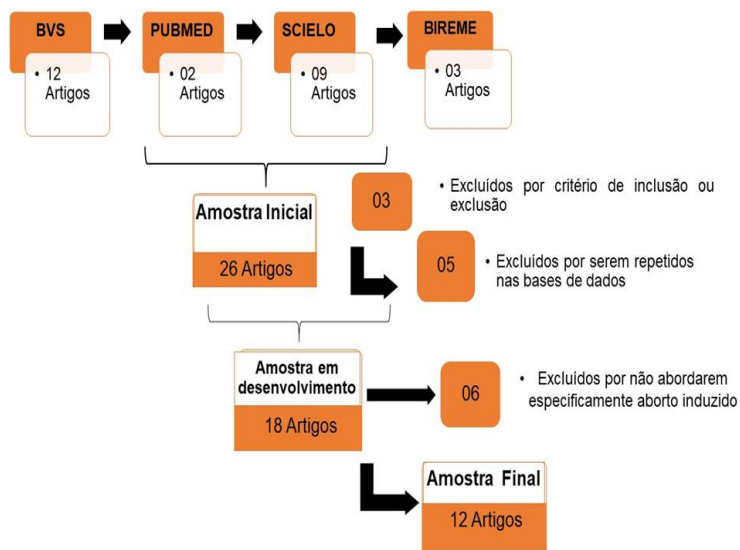 BVS
PUBMED
SCIELO
BIREME
• 12
Artigos
• 02
Artigos
• 09
Artigos
• 03
Artigos
Amostra Inicial
26 Artigos
03
• Excluídos por critério de inclusão ou
exclusão
05
• Excluídos por serem repetidos
nas bases de dados
Amostra em
desenvolvimento
18 Artigos
06
• Excluídos por não abordarem
especificamente aborto induzido
Amostra Final
12 Artigos